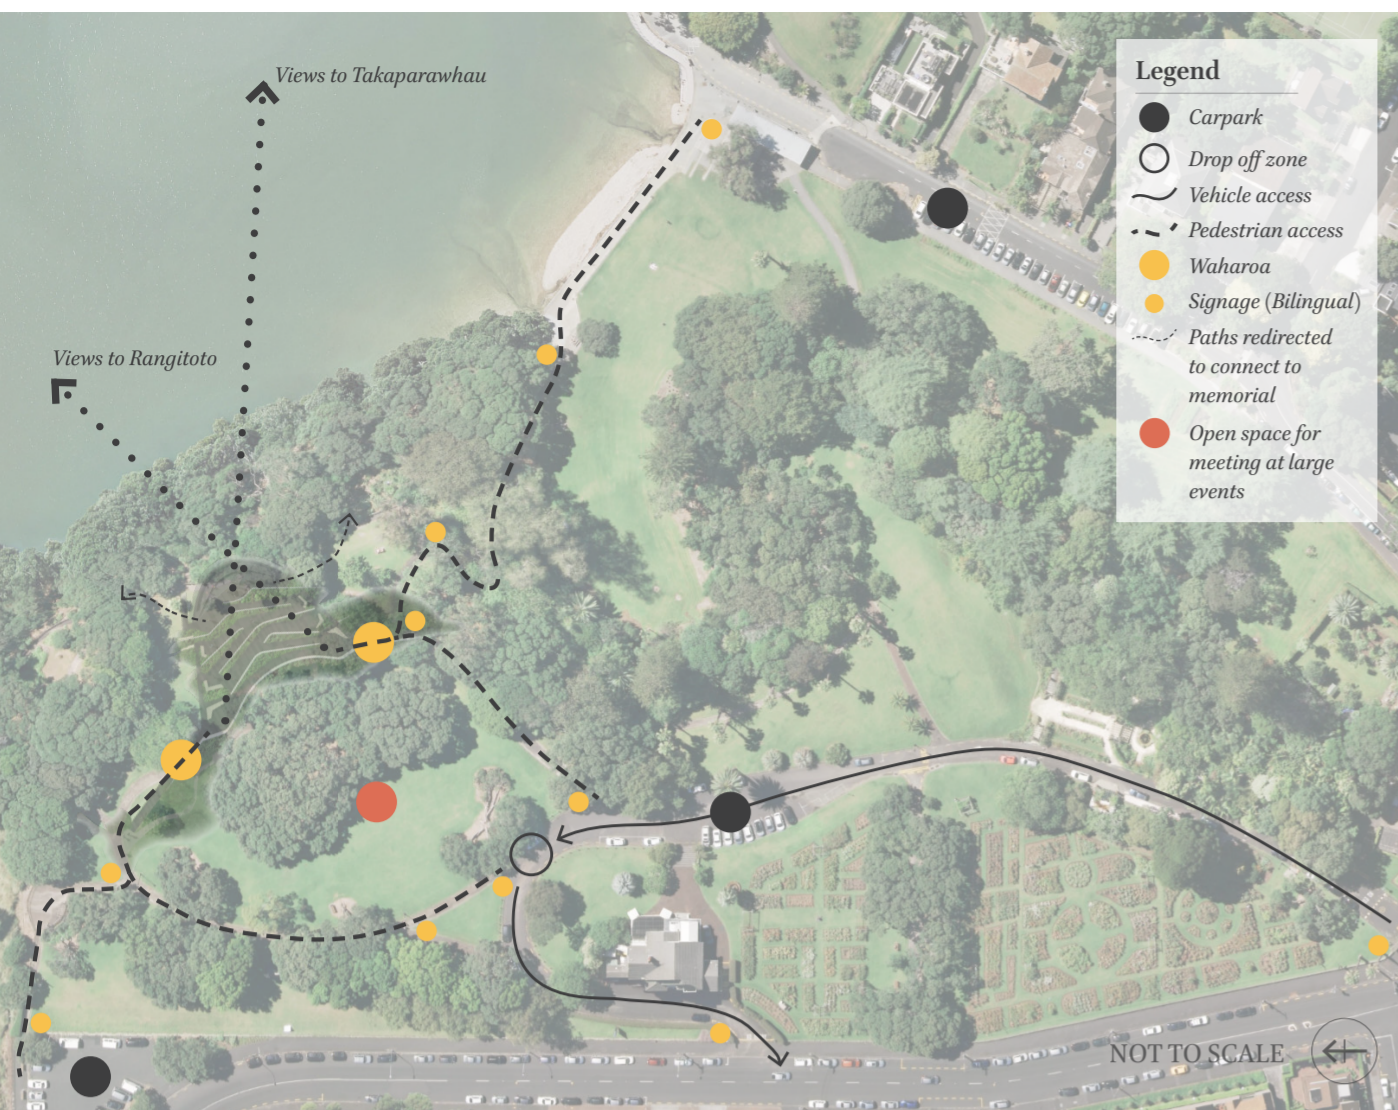 Views to Takaparawhau
Views to Rangitoto
Legend
Carpark
Drop off zone
Vehicle access
Pedestrian access
Waharoa
Signage (Bilingual)
Paths redirected
to connect to
memorial
Open space for
meeting at large
events
NOT TO SCALE